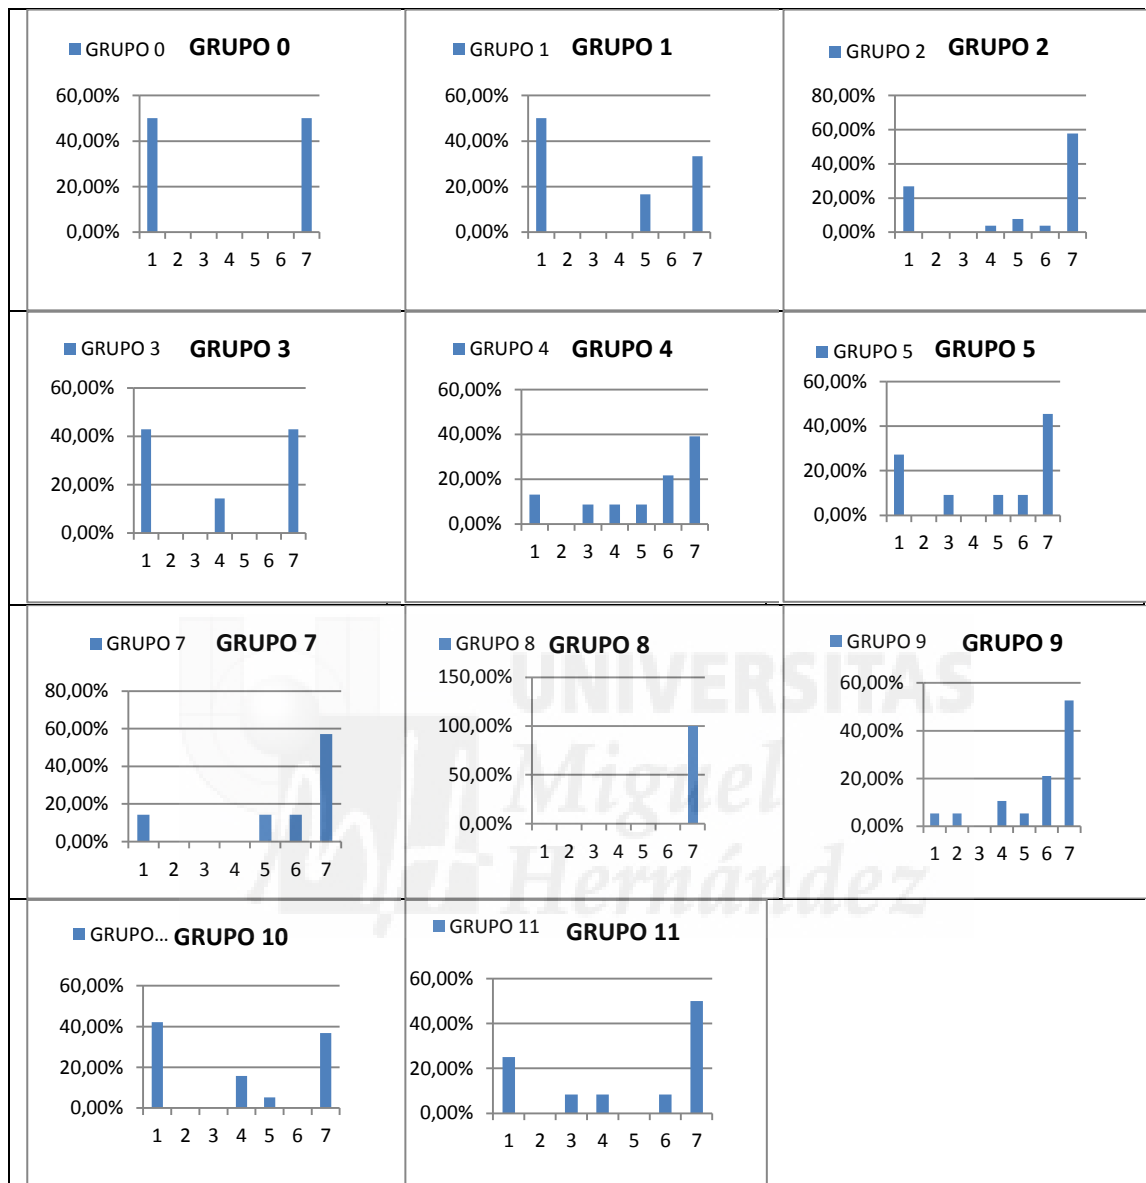 GRUPO 0 GRUPO 0
60,00%
40,00%
20,00%
0,00%
1 2 3 4 5 6 7
GRUPO 1 GRUPO 1
60,00%
40,00%
20,00%
0,00%
1 2 3 4 5 6 7
GRUPO 2 GRUPO 2
80,00%
60,00%
40,00%
20,00%
0,00%
1 2 3 4 5 6 7
GRUPO 3 GRUPO 3
60,00%
40,00%
20,00%
0,00%
1 2 3 4 5 6 7
GRUPO 4 GRUPO 4
60,00%
40,00%
20,00%
0,00%
1 2 3 4 5 6 7
GRUPO 5 GRUPO 5
60,00%
40,00%
20,00%
0,00%
1 2 3 4 5 6 7
GRUPO 7 GRUPO 7
80,00%
60,00%
40,00%
20,00%
0,00%
1 2 3 4 5 6 7
GRUPO 8 GRUPO 8
150,00%
100,00%
50,00%
0,00%
1 2 3 4 5 6 7
GRUPO 9 GRUPO 9
60,00%
40,00%
20,00%
0,00%
1 2 3 4 5 6 7
UNIVERSITAS
Miguel
Hernández
GRUPO... GRUPO 10
60,00%
40,00%
20,00%
0,00%
1 2 3 4 5 6 7
GRUPO 11 GRUPO 11
60,00%
40,00%
20,00%
0,00%
1 2 3 4 5 6 7